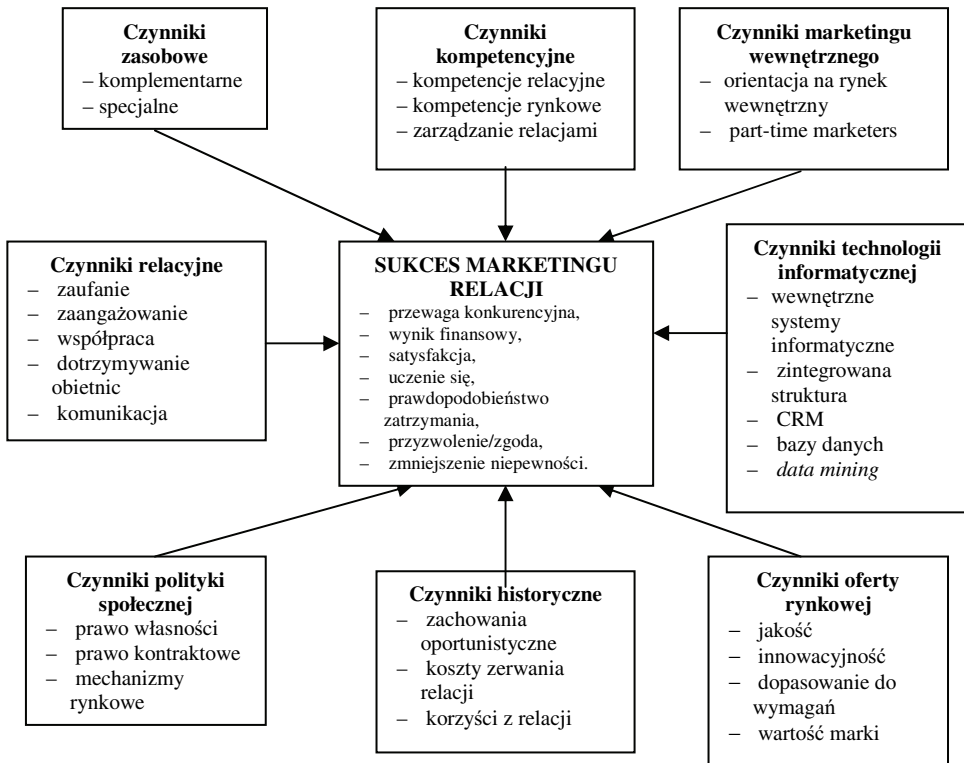 Czynniki
zasobowe
– komplementarne
– specjalne
Czynniki
kompetencyjne
– kompetencje relacyjne
– kompetencje rynkowe
– zarządzanie relacjami
Czynniki marketingu
wewnętrznego
– orientacja na rynek
wewnętrzny
– part-time marketers
Czynniki relacyjne
– zaufanie
– zaangażowanie
– współpraca
– dotrzymywanie
obietnic
– komunikacja
SUKCES MARKETINGU
RELACJI
– przewaga konkurencyjna,
– wynik finansowy,
– satysfakcja,
– uczenie się,
– prawdopodobieństwo
zatrzymania,
– przyzwolenie/zgoda,
– zmniejszenie niepewności.
Czynniki technologii
informatycznej
– wewnętrzne
systemy
informatyczne
– zintegrowana
struktura
– CRM
– bazy danych
– data mining
Czynniki polityki
społecznej
– prawo własności
– prawo kontraktowe
– mechanizmy
rynkowe
Czynniki historyczne
– zachowania
oportunistyczne
– koszty zerwania
relacji
– korzyści z relacji
Czynniki oferty
rynkowej
– jakość
– innowacyjność
– dopasowanie do
wymagań
– wartość marki